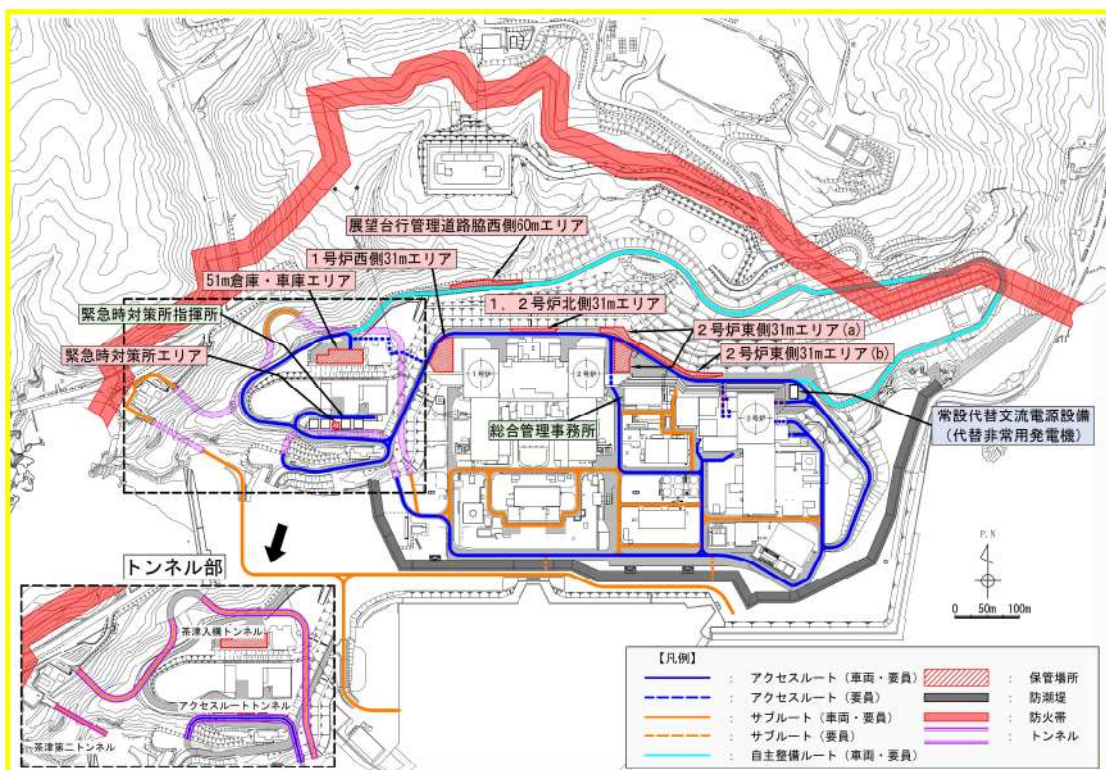 展望台行管理道路脇西側60mエリア
1号炉西側31mエリア
51m倉庫・車庫エリア
1，2号炉北側31mエリア
緊急時対策所指揮所
2号炉東側31mエリア(a)
緊急時対策所エリア
2号炉東側31mエリア(b)
1号炉
2号炉
3号炉
常設代替交流電源設備
(代替非常用発電機)
総合管理事務所
トンネル部
P.N
0 50m 100m
茶津入構トンネル
アクセスルートトンネル
茶津第二トンネル
【凡例】
： アクセスルート（車両・要員）
： アクセスルート（要員）
： サブルート（車両・要員）
： サブルート（要員）
： 自主整備ルート（車両・要員）
： 保管場所
： 防潮堤
： 防火帯
： トンネル